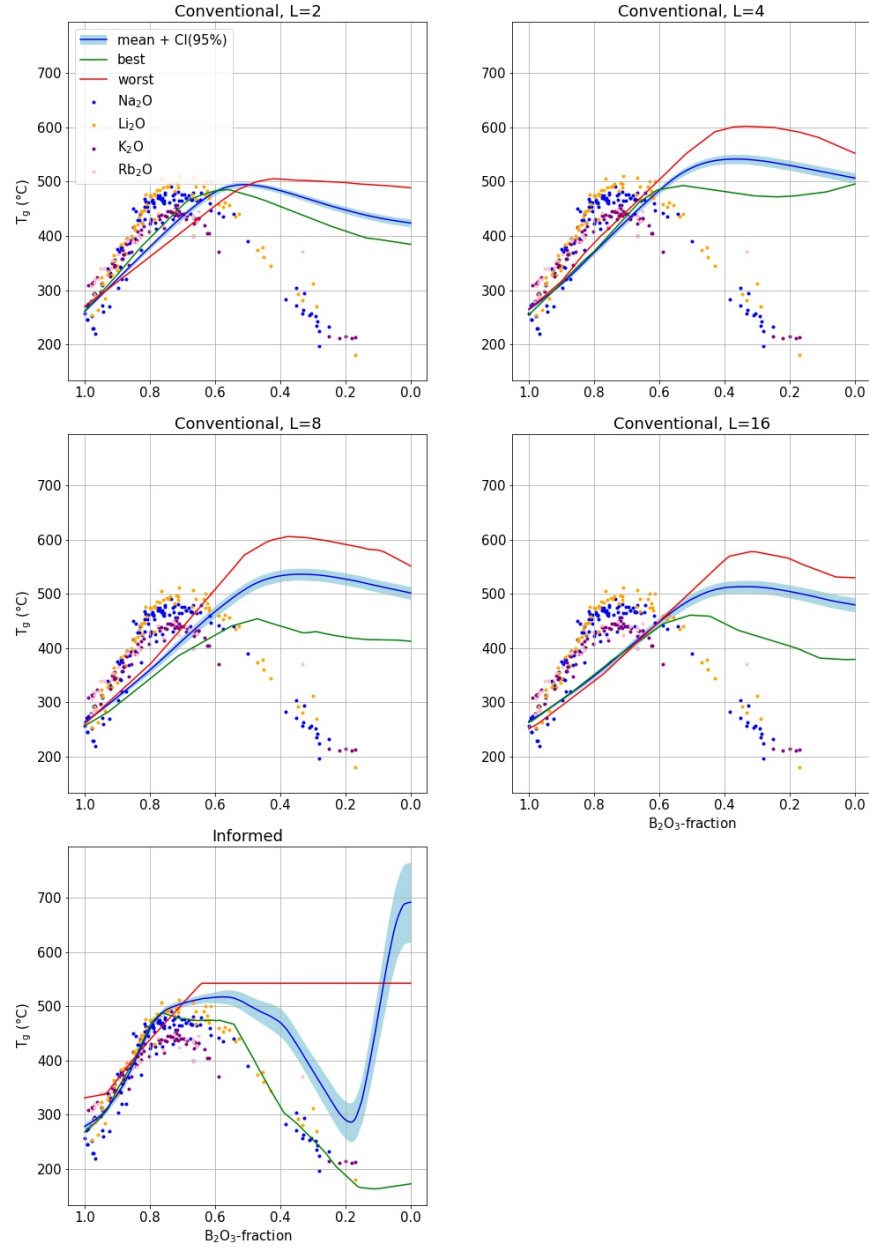 Conventional, L=2
Conventional, L=4
mean + CI(95%)
best
worst
Na₂O
Li₂O
K₂O
Rb₂O
T_g (°C)
700
600
500
400
300
200
1.0 0.8 0.6 0.4 0.2 0.0
T_g (°C)
700
600
500
400
300
200
1.0 0.8 0.6 0.4 0.2 0.0
Conventional, L=8
Conventional, L=16
T_g (°C)
700
600
500
400
300
200
1.0 0.8 0.6 0.4 0.2 0.0
T_g (°C)
700
600
500
400
300
200
1.0 0.8 0.6 0.4 0.2 0.0
B₂O₃-fraction
Informed
T_g (°C)
700
600
500
400
300
200
1.0 0.8 0.6 0.4 0.2 0.0
B₂O₃-fraction